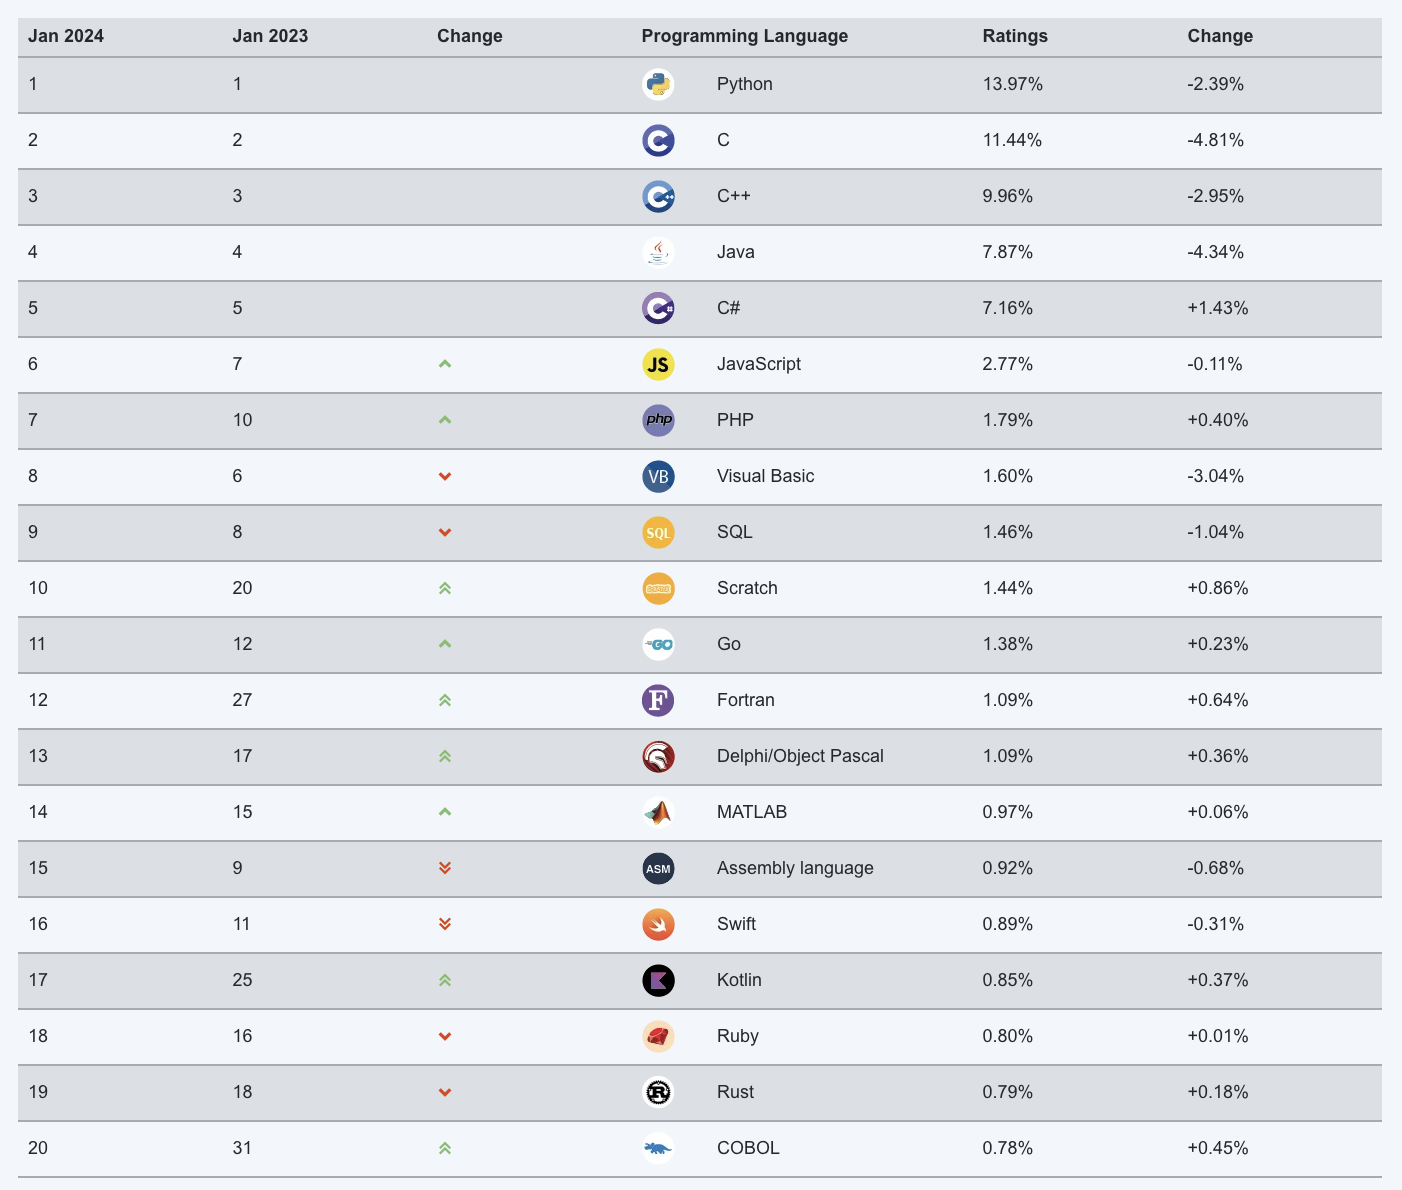 Jan 2024 Jan 2023 Change Programming Language Ratings Change
1 1 Python 13.97% -2.39%
2 2 C C 11.44% -4.81%
3 3 C++ C++ 9.96% -2.95%
4 4 Java 7.87% -4.34%
5 5 C# C# 7.16% +1.43%
6 7 JS JavaScript 2.77% -0.11%
7 10 php PHP 1.79% +0.40%
8 6 VB Visual Basic 1.60% -3.04%
9 8 SQL SQL 1.46% -1.04%
10 20 Scratch 1.44% +0.86%
11 12 GO Go 1.38% +0.23%
12 27 F Fortran 1.09% +0.64%
13 17 Delphi/Object Pascal 1.09% +0.36%
14 15 MATLAB 0.97% +0.06%
15 9 ASM Assembly language 0.92% -0.68%
16 11 Swift 0.89% -0.31%
17 25 Kotlin 0.85% +0.37%
18 16 Ruby 0.80% +0.01%
19 18 R Rust 0.79% +0.18%
20 31 COBOL 0.78% +0.45%